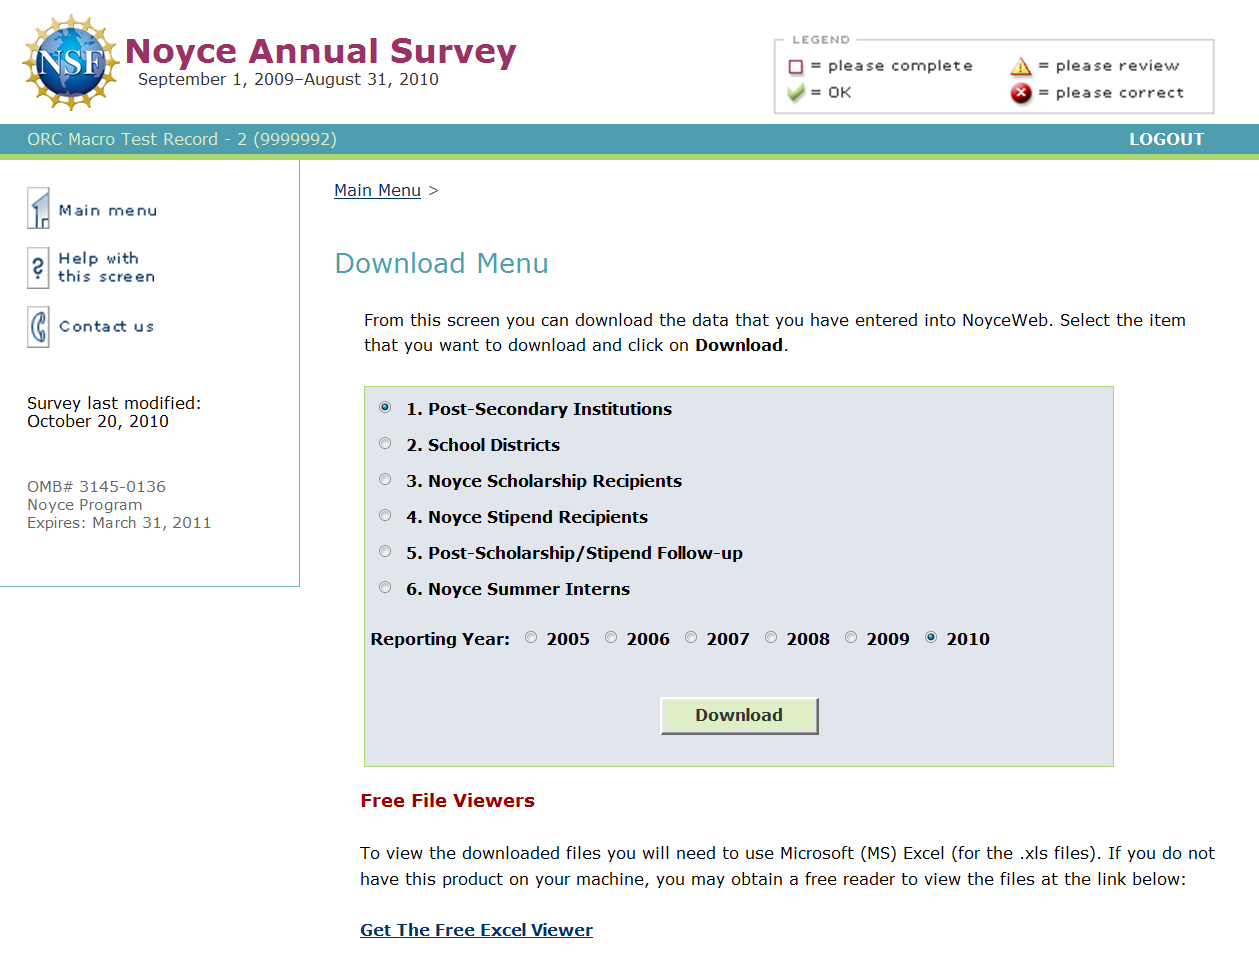 NSF
Noyce Annual Survey
September 1, 2009–August 31, 2010
LEGEND
= please complete
= please review
= OK
= please correct
ORC Macro Test Record - 2 (9999992)
LOGOUT
Main menu
Help with
this screen
Contact us
Survey last modified:
October 20, 2010
OMB# 3145-0136
Noyce Program
Expires: March 31, 2011
Main Menu >
Download Menu
From this screen you can download the data that you have entered into NoyceWeb. Select the item
that you want to download and click on Download.
1. Post-Secondary Institutions
2. School Districts
3. Noyce Scholarship Recipients
4. Noyce Stipend Recipients
5. Post-Scholarship/Stipend Follow-up
6. Noyce Summer Interns
Reporting Year: 2005 2006 2007 2008 2009 2010
Download
Free File Viewers
To view the downloaded files you will need to use Microsoft (MS) Excel (for the .xls files). If you do not
have this product on your machine, you may obtain a free reader to view the files at the link below:
Get The Free Excel Viewer